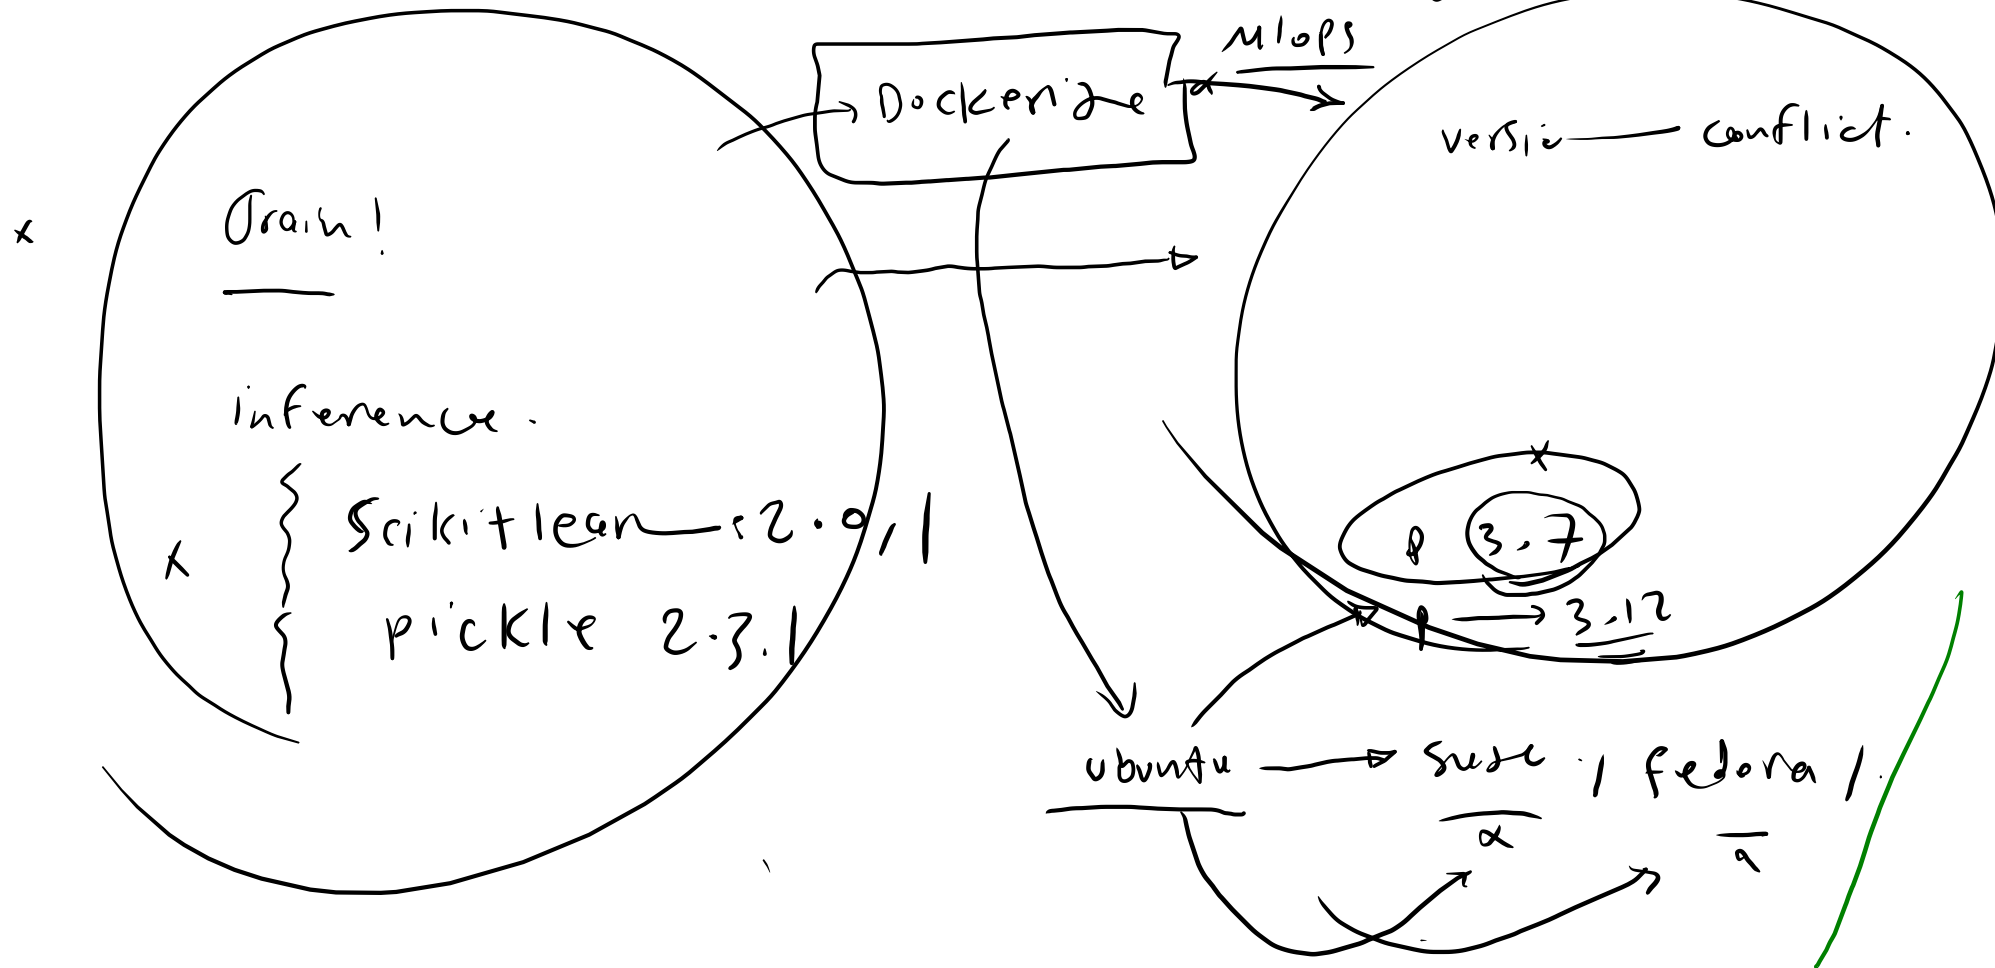 Mlops
Dockerize
version conflict.
Train!
inference.
scikitlearn : 2.0,1
pickle 2.3.1
p 3.7
p → 3.12
ubuntu → suse , fedora /